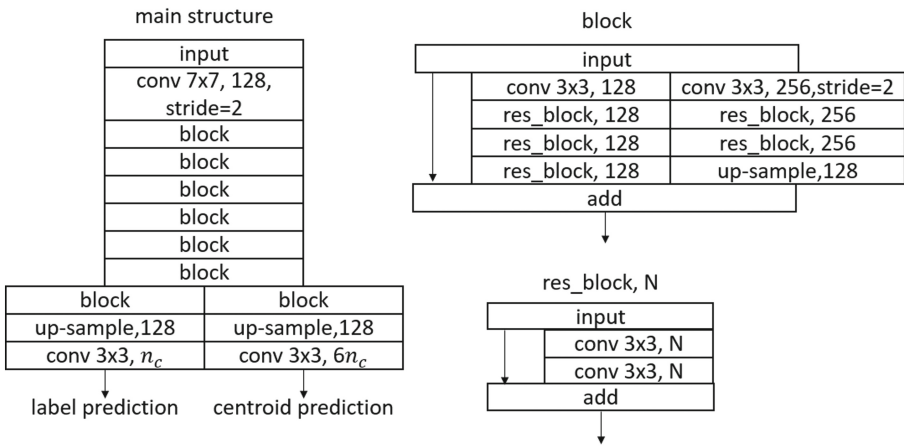 main structure
input
conv 7x7, 128,
stride=2
block
block
block
block
block
block
block
block
up-sample,128
up-sample,128
conv 3x3, n_c
conv 3x3, 6n_c
label prediction
centroid prediction
block
input
conv 3x3, 128
conv 3x3, 256,stride=2
res_block, 128
res_block, 256
res_block, 128
res_block, 256
res_block, 128
up-sample,128
add
res_block, N
input
conv 3x3, N
conv 3x3, N
add